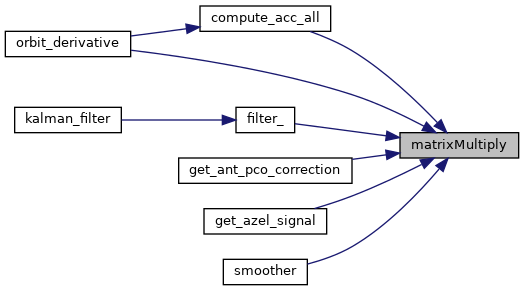 compute_acc_all
orbit_derivative
kalman_filter
filter_
matrixMultiply
get_ant_pco_correction
get_azel_signal
smoother